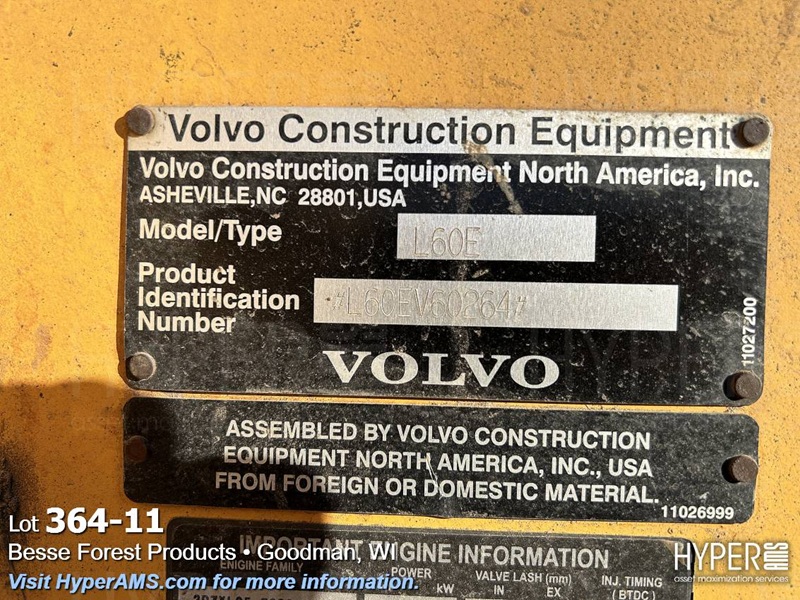 Volvo Construction Equipment
Volvo Construction Equipment North America, Inc.
ASHEVILLE,NC 28801,USA
Model/Type L60E
Product
Identification
Number
*L60EV60264*
11027200
VOLVO
ASSEMBLED BY VOLVO CONSTRUCTION
EQUIPMENT NORTH AMERICA, INC., USA
FROM FOREIGN OR DOMESTIC MATERIAL.
11026999
IMPORTANT ENGINE INFORMATION
ENGINE FAMILY POWER VALVE LASH (mm) INJ. TIMING
kW IN EX (BTDC)
Lot 364-11
Besse Forest Products • Goodman, WI
Visit HyperAMS.com for more information.
HYPERAMS
asset maximization services